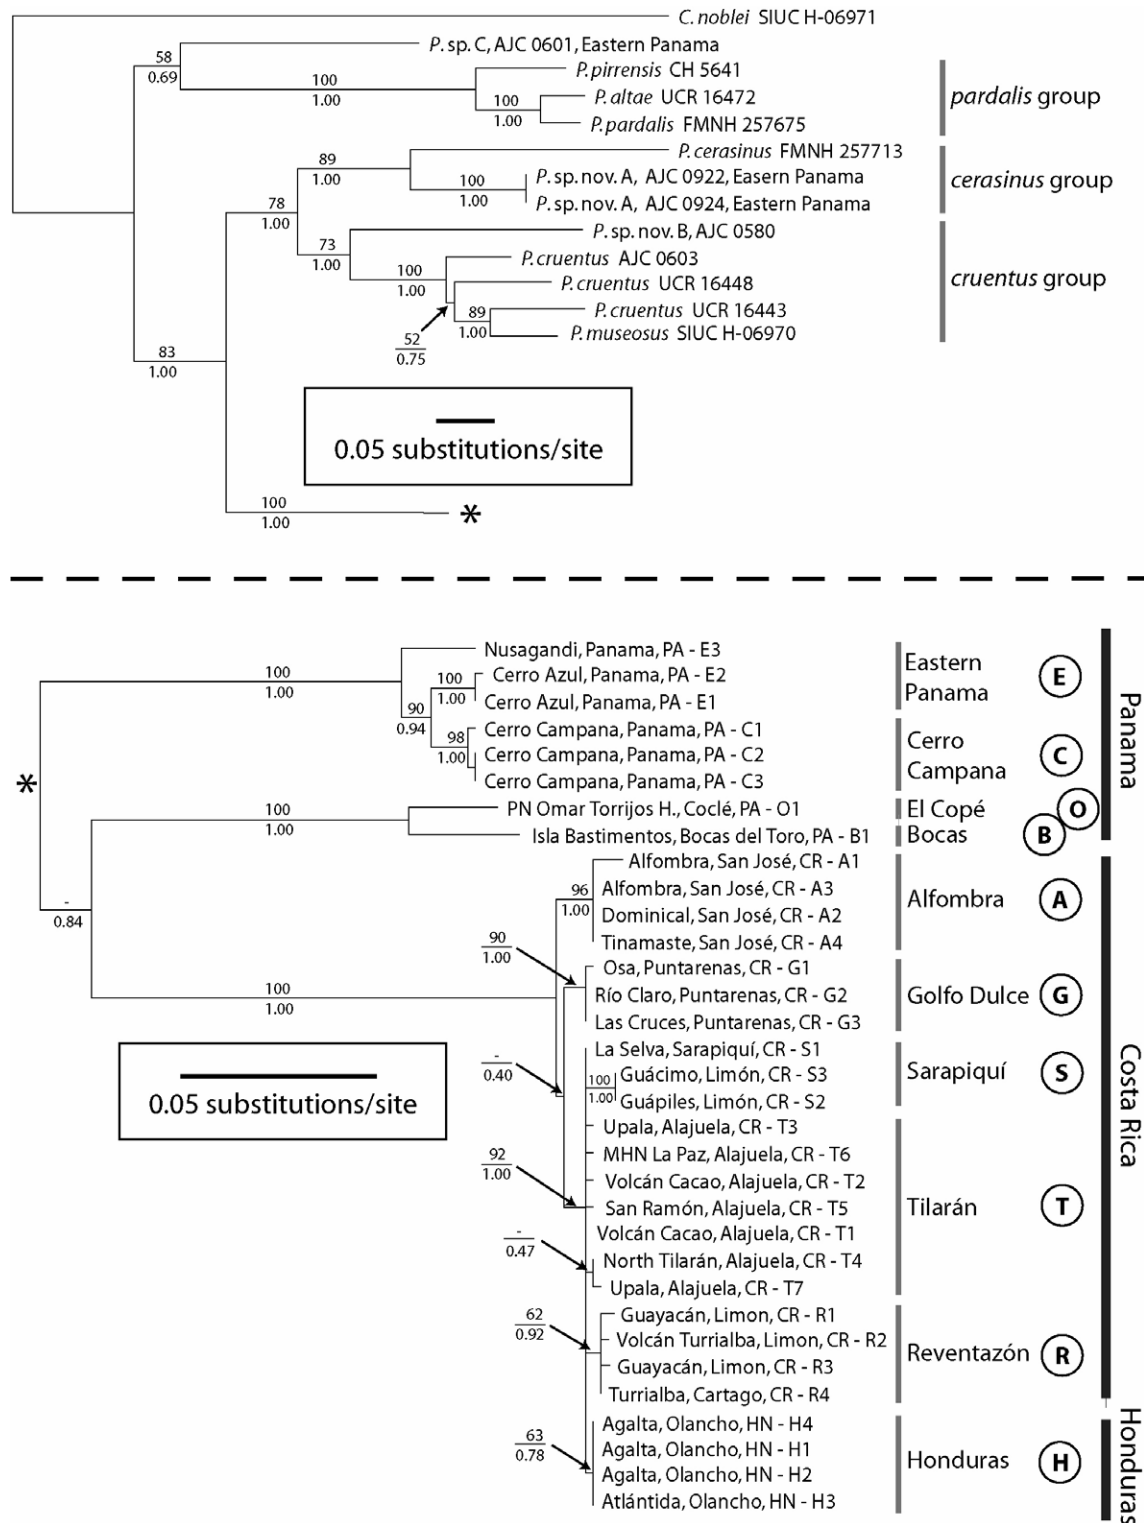 C. noblei SIUC H-06971
P. sp. C, AJC 0601, Eastern Panama
58
0.69
P. pirrensis CH 5641
100
1.00
P. altae UCR 16472
100
1.00
P. pardalis FMNH 257675
pardalis group
P. cerasinus FMNH 257713
89
1.00
P. sp. nov. A, AJC 0922, Easern Panama
100
1.00
P. sp. nov. A, AJC 0924, Eastern Panama
cerasinus group
78
1.00
P. sp. nov. B, AJC 0580
73
1.00
P. cruentus AJC 0603
100
1.00
P. cruentus UCR 16448
P. cruentus UCR 16443
89
1.00
P. museosus SIUC H-06970
cruentus group
52
0.75
83
1.00
0.05 substitutions/site
100
1.00
*
Nusagandi, Panama, PA - E3
100
1.00
Cerro Azul, Panama, PA - E2
100
1.00
Cerro Azul, Panama, PA - E1
Eastern
Panama
E
90
0.94
Cerro Campana, Panama, PA - C1
98
1.00
Cerro Campana, Panama, PA - C2
Cerro Campana, Panama, PA - C3
Cerro
Campana
C
*
PN Omar Torrijos H., Coclé, PA - O1
El Copé
O
100
1.00
Isla Bastimentos, Bocas del Toro, PA - B1
Bocas
B
Panama
-
0.84
Alfombra, San José, CR - A1
96
1.00
Alfombra, San José, CR - A3
Dominical, San José, CR - A2
Tinamaste, San José, CR - A4
Alfombra
A
90
1.00
Osa, Puntarenas, CR - G1
Río Claro, Puntarenas, CR - G2
Las Cruces, Puntarenas, CR - G3
Golfo Dulce
G
100
1.00
0.05 substitutions/site
-
0.40
La Selva, Sarapiquí, CR - S1
100
1.00
Guácimo, Limón, CR - S3
Guápiles, Limón, CR - S2
Sarapiquí
S
Upala, Alajuela, CR - T3
MHN La Paz, Alajuela, CR - T6
92
1.00
Volcán Cacao, Alajuela, CR - T2
San Ramón, Alajuela, CR - T5
Volcán Cacao, Alajuela, CR - T1
-
0.47
North Tilarán, Alajuela, CR - T4
Upala, Alajuela, CR - T7
Tilarán
T
62
0.92
Guayacán, Limon, CR - R1
Volcán Turrialba, Limon, CR - R2
Guayacán, Limon, CR - R3
Turrialba, Cartago, CR - R4
Reventazón
R
Costa Rica
63
0.78
Agalta, Olancho, HN - H4
Agalta, Olancho, HN - H1
Agalta, Olancho, HN - H2
Atlántida, Olancho, HN - H3
Honduras
H
Honduras